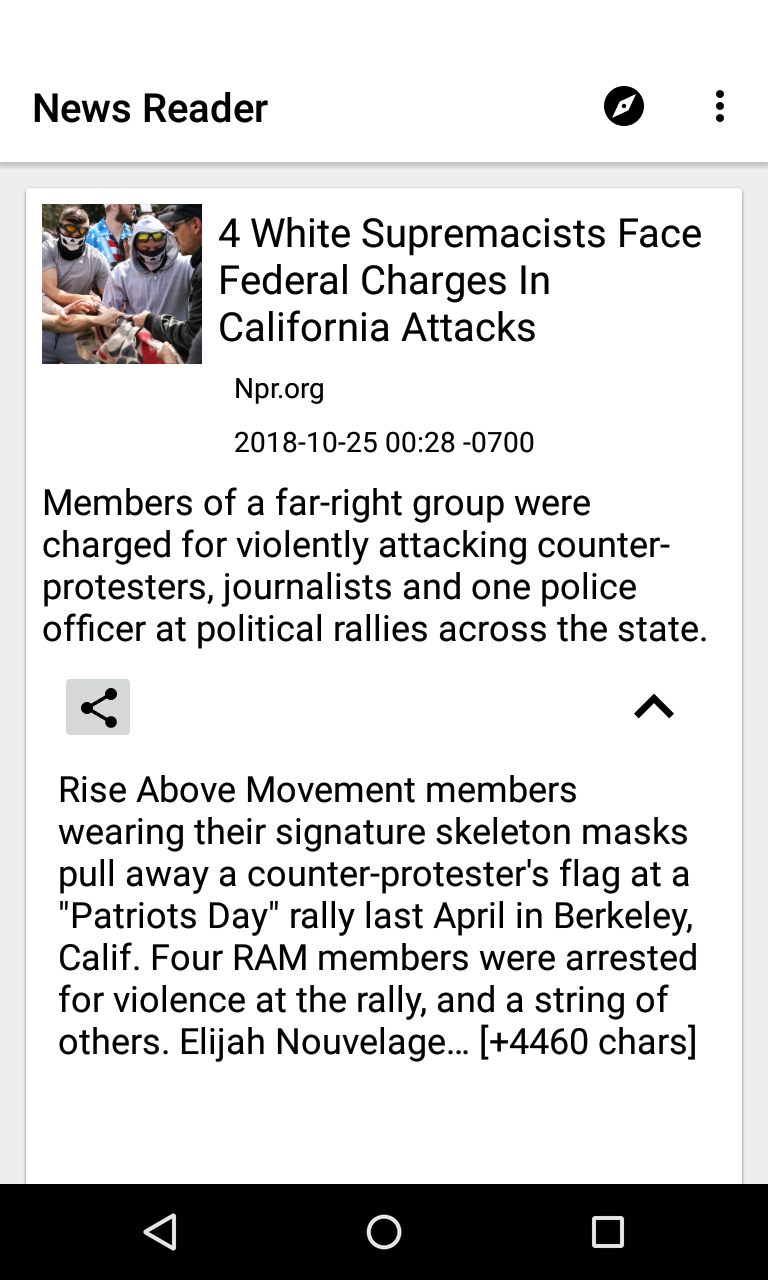 News Reader
4 White Supremacists Face
Federal Charges In
California Attacks
Npr.org
2018-10-25 00:28 -0700
Members of a far-right group were
charged for violently attacking counter-
protesters, journalists and one police
officer at political rallies across the state.
Rise Above Movement members
wearing their signature skeleton masks
pull away a counter-protester's flag at a
"Patriots Day" rally last April in Berkeley,
Calif. Four RAM members were arrested
for violence at the rally, and a string of
others. Elijah Nouvelage… [+4460 chars]